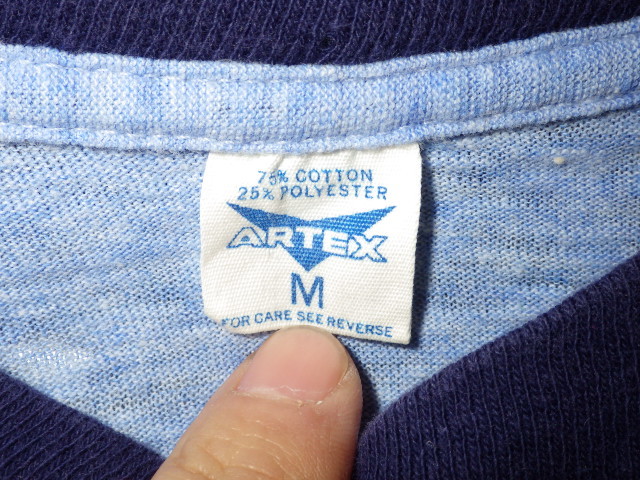 75% COTTON
25% POLYESTER
ARTEX
M
FOR CARE SEE REVERSE